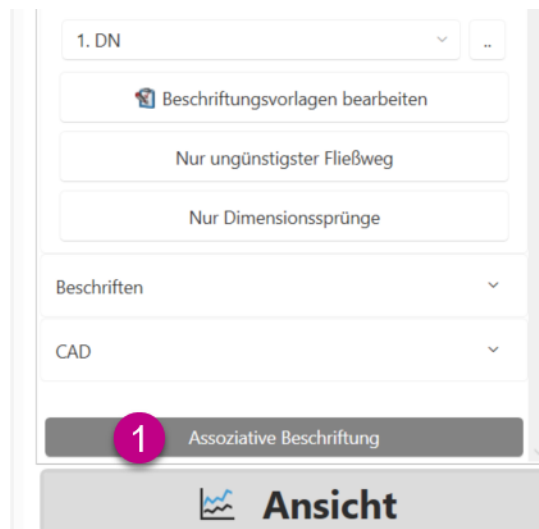 1. DN
..
Beschriftungsvorlagen bearbeiten
Nur ungünstigster Fließweg
Nur Dimensionssprünge
Beschriften
CAD
1 Assoziative Beschriftung
Ansicht